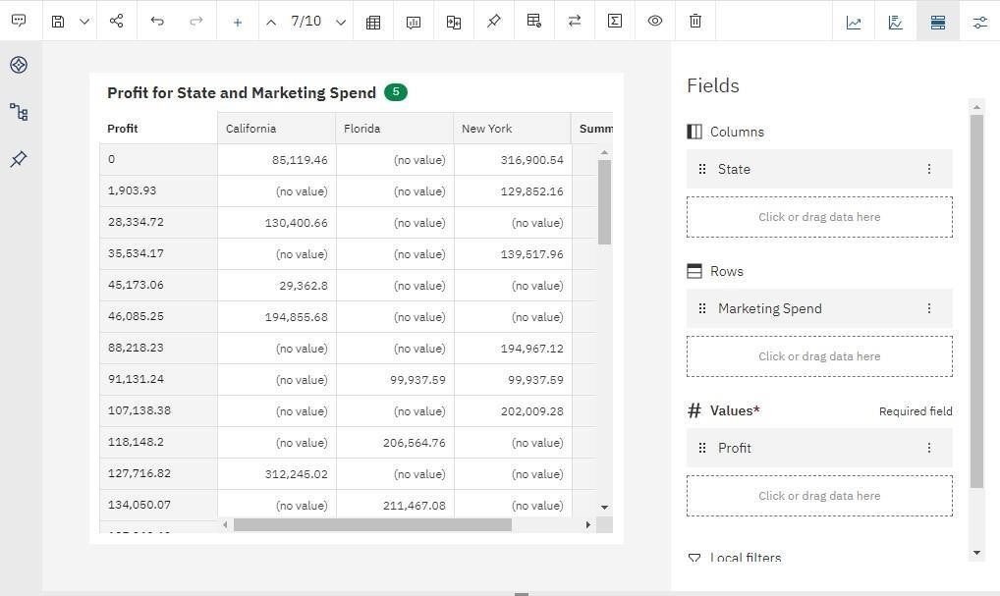 7/10
Profit for State and Marketing Spend 5
Profit California Florida New York Summ
0 85,119.46 (no value) 316,900.54
1,903.93 (no value) (no value) 129,852.16
28,334.72 130,400.66 (no value) (no value)
35,534.17 (no value) (no value) 139,517.96
45,173.06 29,362.8 (no value) (no value)
46,085.25 194,855.68 (no value) (no value)
88,218.23 (no value) (no value) 194,967.12
91,131.24 (no value) 99,937.59 99,937.59
107,138.38 (no value) (no value) 202,009.28
118,148.2 (no value) 206,564.76 (no value)
127,716.82 312,245.02 (no value) (no value)
134,050.07 (no value) 211,467.08 (no value)
Fields
Columns
State
Click or drag data here
Rows
Marketing Spend
Click or drag data here
# Values* Required field
Profit
Click or drag data here
Local filters